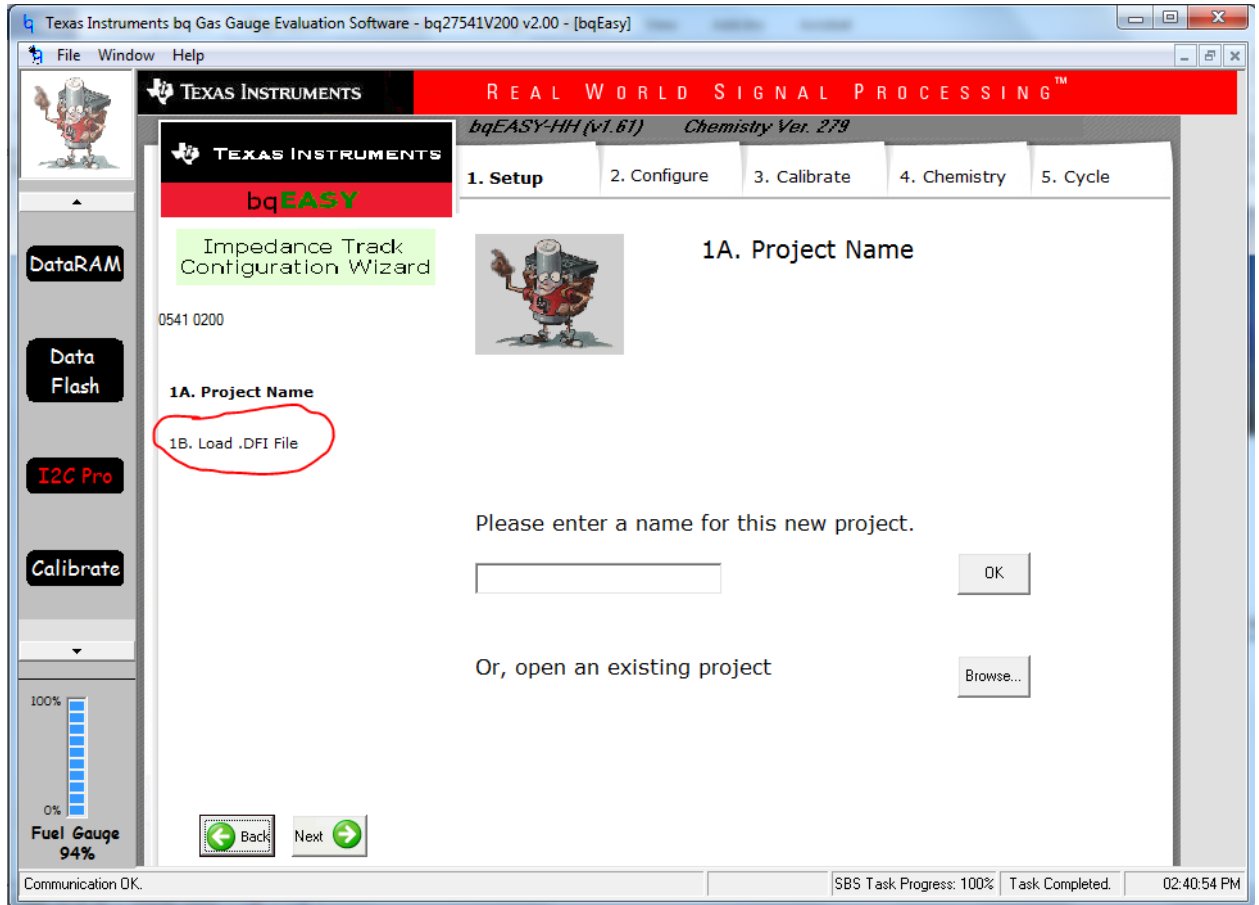 Texas Instruments bq Gas Gauge Evaluation Software - bq27541V200 v2.00 - [bqEasy]
File Window Help
TEXAS INSTRUMENTS
REAL WORLD SIGNAL PROCESSING™
bqEASY-HH (v1.61) Chemistry Ver. 279
TEXAS INSTRUMENTS
bqEASY
1. Setup
2. Configure
3. Calibrate
4. Chemistry
5. Cycle
Impedance Track
Configuration Wizard
1A. Project Name
DataRAM
0541 0200
Data
Flash
1A. Project Name
1B. Load .DFI File
I2C Pro
Please enter a name for this new project.
Calibrate
OK
Or, open an existing project
Browse...
100%
0%
Fuel Gauge
94%
Back
Next
Communication OK.
SBS Task Progress: 100%
Task Completed.
02:40:54 PM